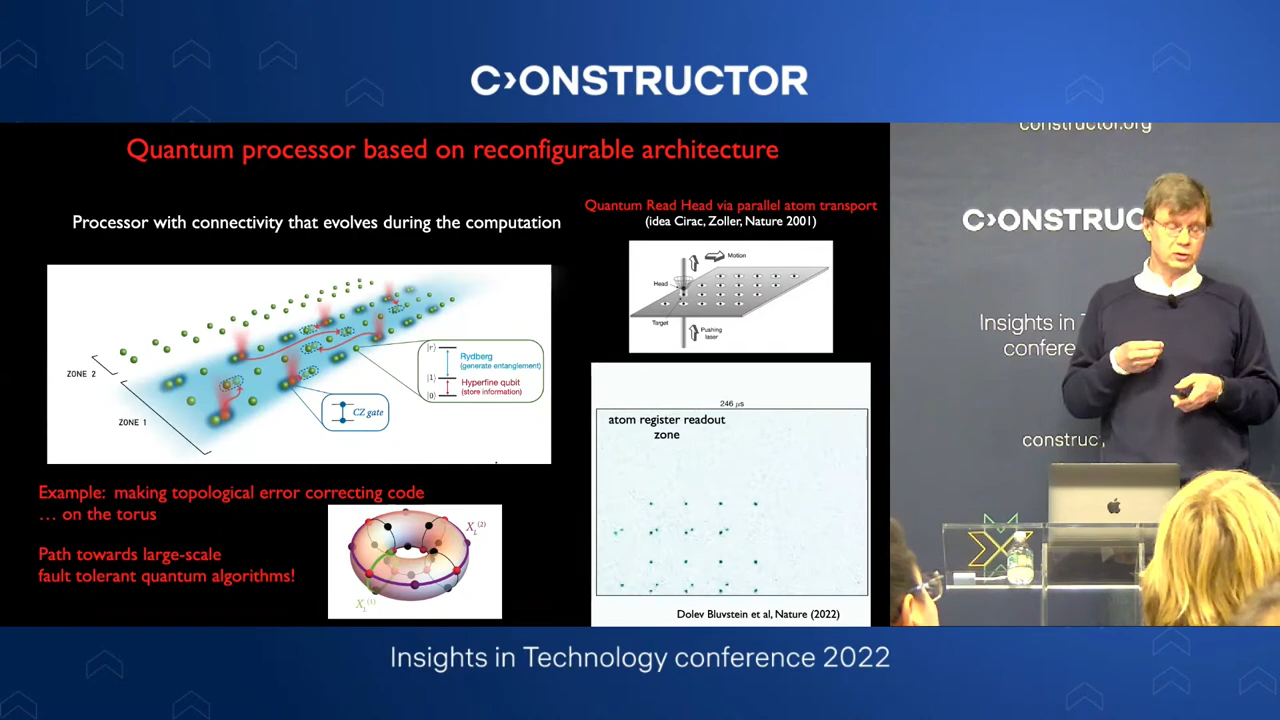 C›ONSTRUCTOR
Quantum processor based on reconfigurable architecture
Processor with connectivity that evolves during the computation
ZONE 2
ZONE 1
|r⟩
|1⟩
|0⟩
Rydberg
(generate entanglement)
Hyperfine qubit
(store information)
CZ gate
Example: making topological error correcting code
… on the torus
Path towards large-scale
fault tolerant quantum algorithms!
X_L^(2)
X_L^(1)
Quantum Read Head via parallel atom transport
(idea Cirac, Zoller, Nature 2001)
Motion
Head
Target
Pushing
laser
246 μs
atom register readout
zone
Dolev Bluvstein et al, Nature (2022)
constructor.org
C›ONSTRUC
Insights in T
confere
construc
Insights in Technology conference 2022